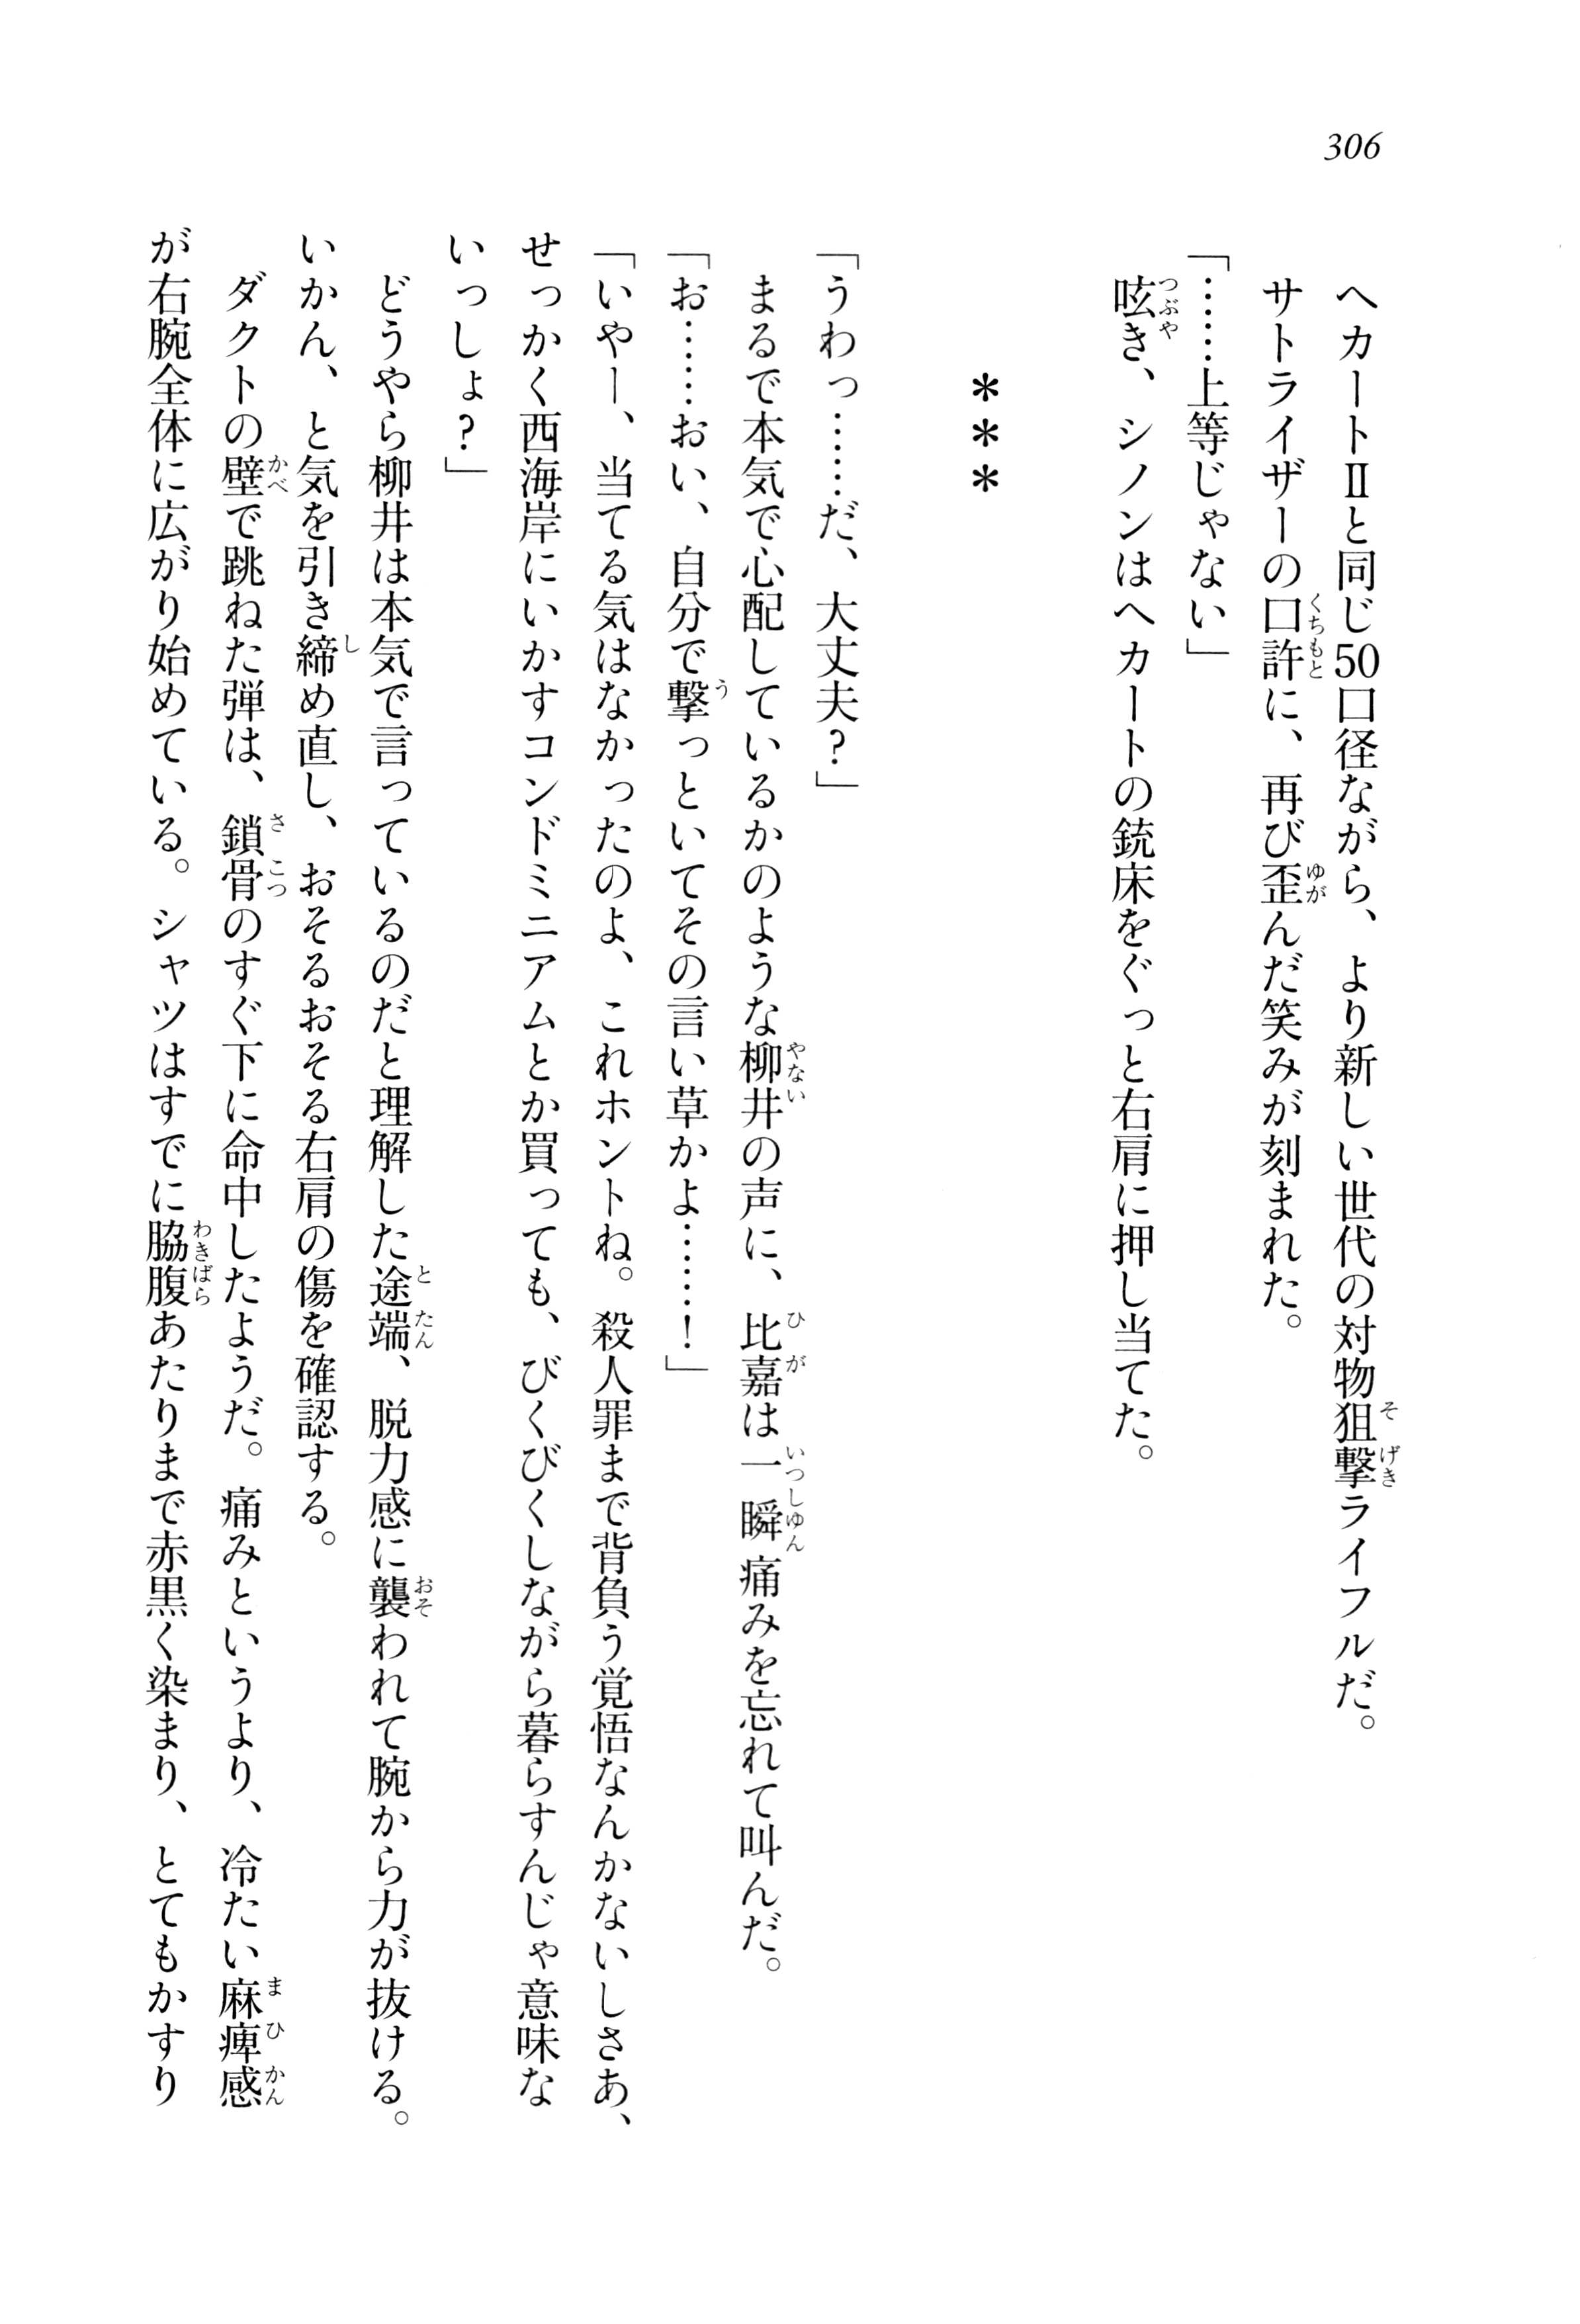 306
ヘカートⅡと同じ50口径ながら、より新しい世代の対物狙撃ライフルだ。
サトライザーの口許に、再び歪んだ笑みが刻まれた。
「……上等じゃない」
呟き、シノンはヘカートの銃床をぐっと右肩に押し当てた。
＊＊＊
「うわっ……だ、大丈夫?」
まるで本気で心配しているかのような柳井の声に、比嘉は一瞬痛みを忘れて叫んだ。
「お……おい、自分で撃っといてその言い草かよ……!」
「いやー、当てる気はなかったのよ、これホントね。殺人罪まで背負う覚悟なんかないしさあ、
せっかく西海岸にいかすコンドミニアムとか買っても、びくびくしながら暮らすんじゃ意味な
いっしょ?」
どうやら柳井は本気で言っているのだと理解した途端、脱力感に襲われて腕から力が抜ける。
いかん、と気を引き締め直し、おそるおそる右肩の傷を確認する。
ダクトの壁で跳ねた弾は、鎖骨のすぐ下に命中したようだ。痛みというより、冷たい麻痺感
が右腕全体に広がり始めている。シャツはすでに脇腹あたりまで赤黒く染まり、とてもかすり